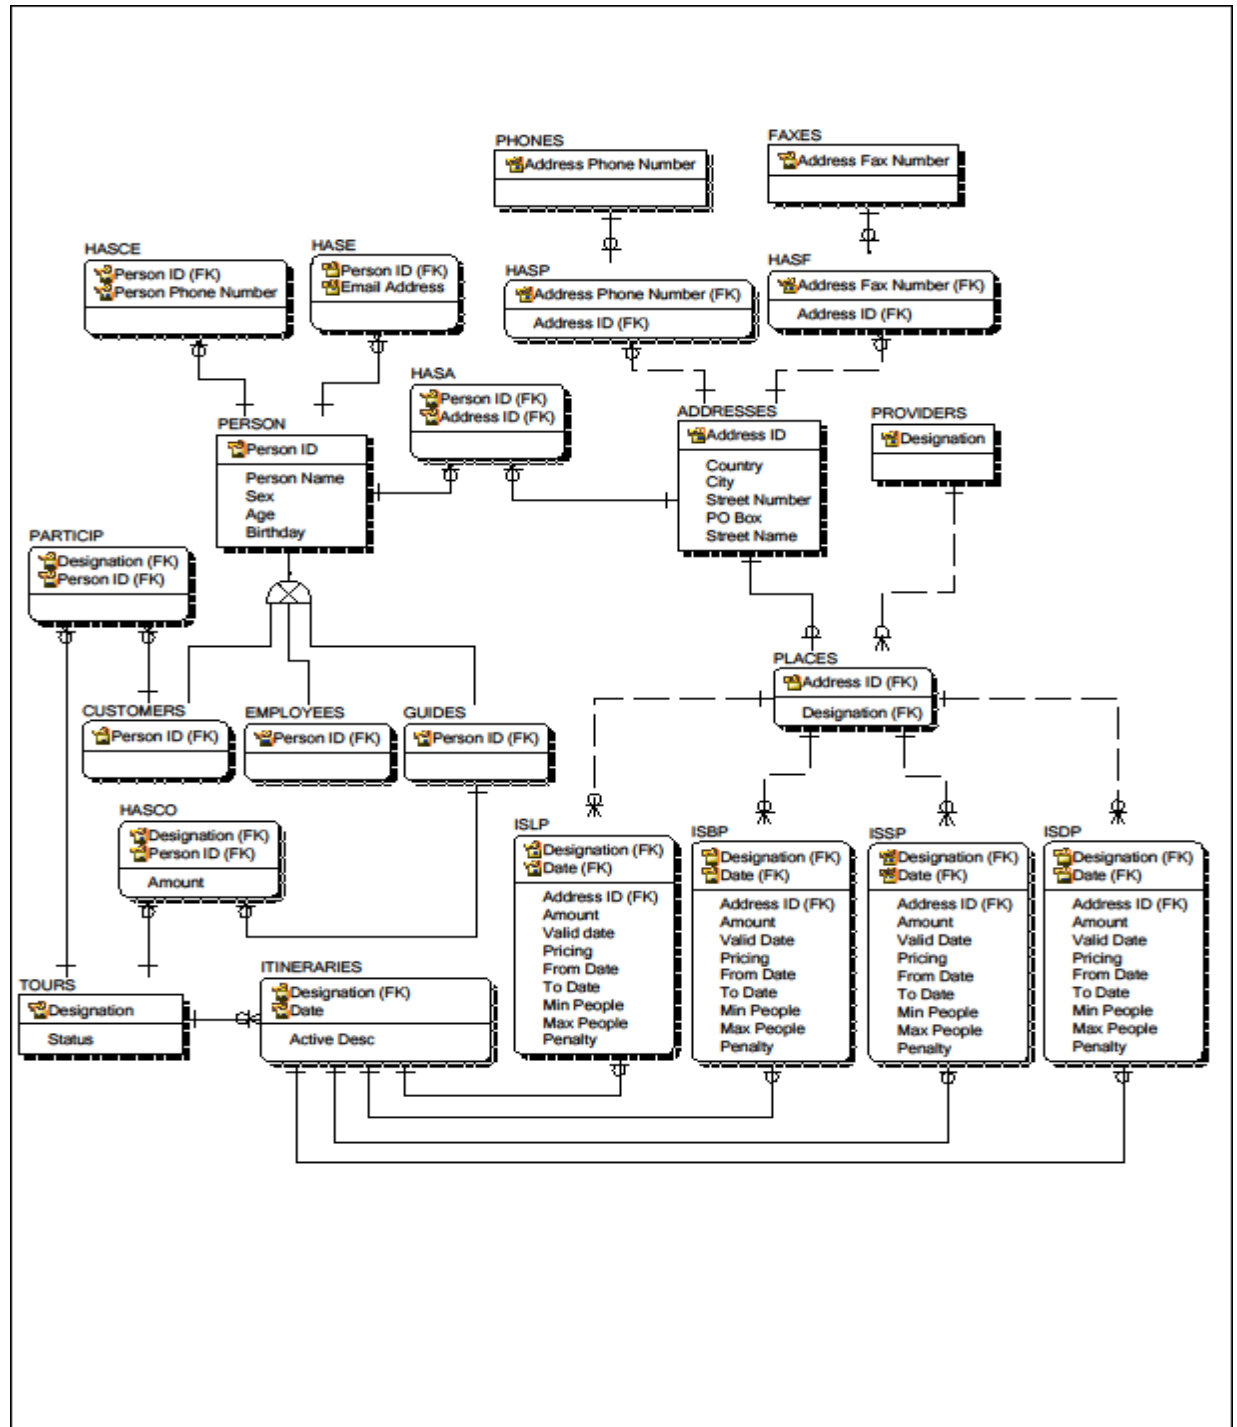 PHONES
Address Phone Number
FAXES
Address Fax Number
HASCE
Person ID (FK)
Person Phone Number
HASE
Person ID (FK)
Email Address
HASP
Address Phone Number (FK)
Address ID (FK)
HASF
Address Fax Number (FK)
Address ID (FK)
HASA
Person ID (FK)
Address ID (FK)
PERSON
Person ID
Person Name
Sex
Age
Birthday
ADDRESSES
Address ID
Country
City
Street Number
PO Box
Street Name
PROVIDERS
Designation
PARTICIP
Designation (FK)
Person ID (FK)
PLACES
Address ID (FK)
Designation (FK)
CUSTOMERS
Person ID (FK)
EMPLOYEES
Person ID (FK)
GUIDES
Person ID (FK)
HASCO
Designation (FK)
Person ID (FK)
Amount
ISLP
Designation (FK)
Date (FK)
Address ID (FK)
Amount
Valid date
Pricing
From Date
To Date
Min People
Max People
Penalty
ISBP
Designation (FK)
Date (FK)
Address ID (FK)
Amount
Valid Date
Pricing
From Date
To Date
Min People
Max People
Penalty
ISSP
Designation (FK)
Date (FK)
Address ID (FK)
Amount
Valid Date
Pricing
From Date
To Date
Min People
Max People
Penalty
ISDP
Designation (FK)
Date (FK)
Address ID (FK)
Amount
Valid Date
Pricing
From Date
To Date
Min People
Max People
Penalty
TOURS
Designation
Status
ITINERARIES
Designation (FK)
Date
Active Desc